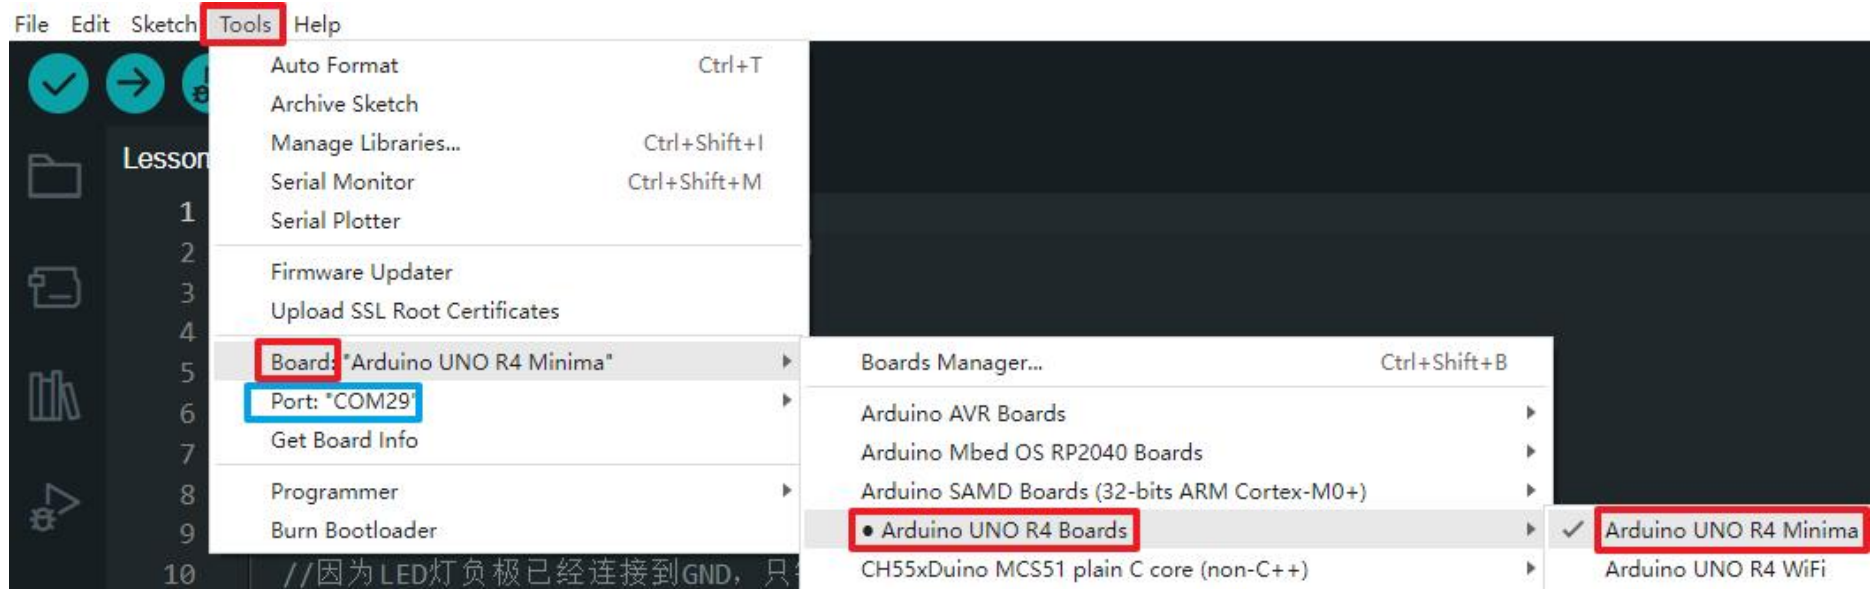 File Edit Sketch Tools Help
Auto Format Ctrl+T
Archive Sketch
Manage Libraries... Ctrl+Shift+I
Serial Monitor Ctrl+Shift+M
Serial Plotter
Firmware Updater
Upload SSL Root Certificates
Board: "Arduino UNO R4 Minima"
Port: "COM29"
Get Board Info
Programmer
Burn Bootloader
Lesson
1
2
3
4
5
6
7
8
9
10 //因为LED灯负极已经连接到GND，只
Boards Manager... Ctrl+Shift+B
Arduino AVR Boards
Arduino Mbed OS RP2040 Boards
Arduino SAMD Boards (32-bits ARM Cortex-M0+)
● Arduino UNO R4 Boards
CH55xDuino MCS51 plain C core (non-C++)
✓ Arduino UNO R4 Minima
Arduino UNO R4 WiFi